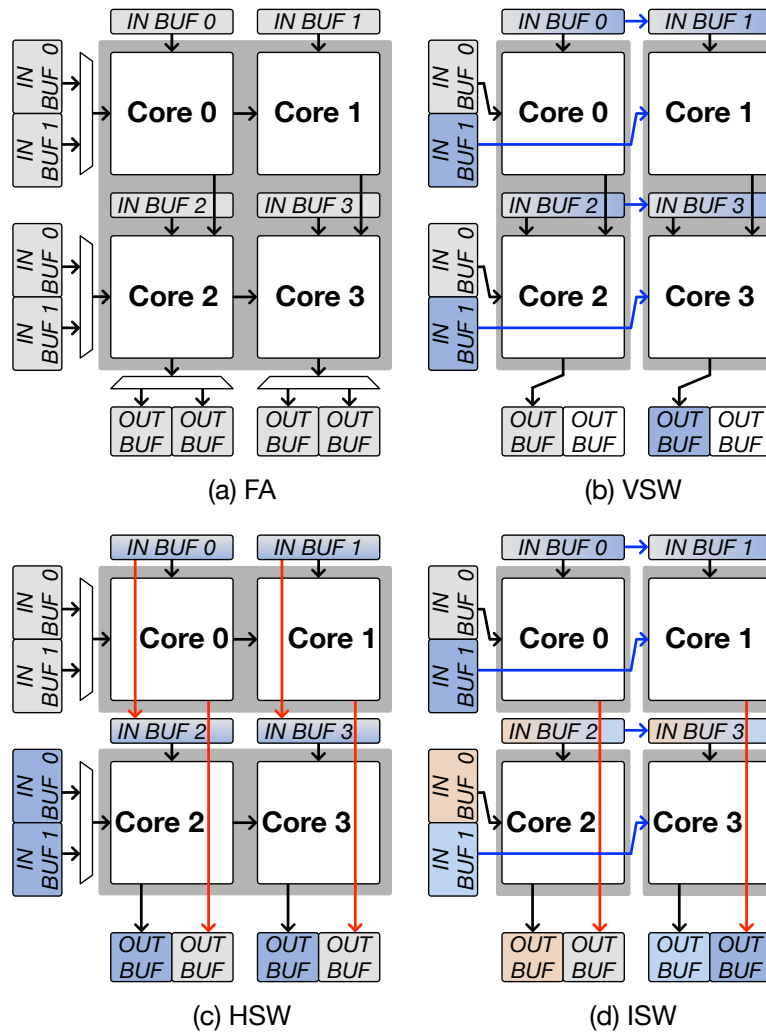 IN BUF 0
IN BUF 1
IN BUF 0
IN BUF 1
Core 0
Core 1
IN BUF 2
IN BUF 3
IN BUF 0
IN BUF 1
Core 2
Core 3
OUT BUF
OUT BUF
OUT BUF
OUT BUF
(a) FA
IN BUF 0
IN BUF 1
IN BUF 0
IN BUF 1
Core 0
Core 1
IN BUF 2
IN BUF 3
IN BUF 0
IN BUF 1
Core 2
Core 3
OUT BUF
OUT BUF
OUT BUF
OUT BUF
(b) VSW
IN BUF 0
IN BUF 1
IN BUF 0
IN BUF 1
Core 0
Core 1
IN BUF 2
IN BUF 3
IN BUF 0
IN BUF 1
Core 2
Core 3
OUT BUF
OUT BUF
OUT BUF
OUT BUF
(c) HSW
IN BUF 0
IN BUF 1
IN BUF 0
IN BUF 1
Core 0
Core 1
IN BUF 2
IN BUF 3
IN BUF 0
IN BUF 1
Core 2
Core 3
OUT BUF
OUT BUF
OUT BUF
OUT BUF
(d) ISW